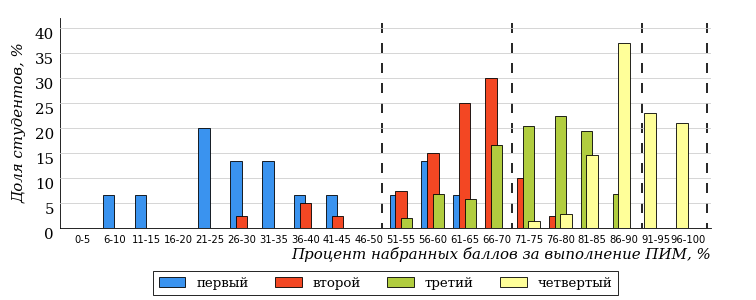 Доля студентов, %
40
35
30
25
20
15
10
5
0
0-5 6-10 11-15 16-20 21-25 26-30 31-35 36-40 41-45 46-50 51-55 56-60 61-65 66-70 71-75 76-80 81-85 86-90 91-95 96-100
Процент набранных баллов за выполнение ПИМ, %
первый второй третий четвертый